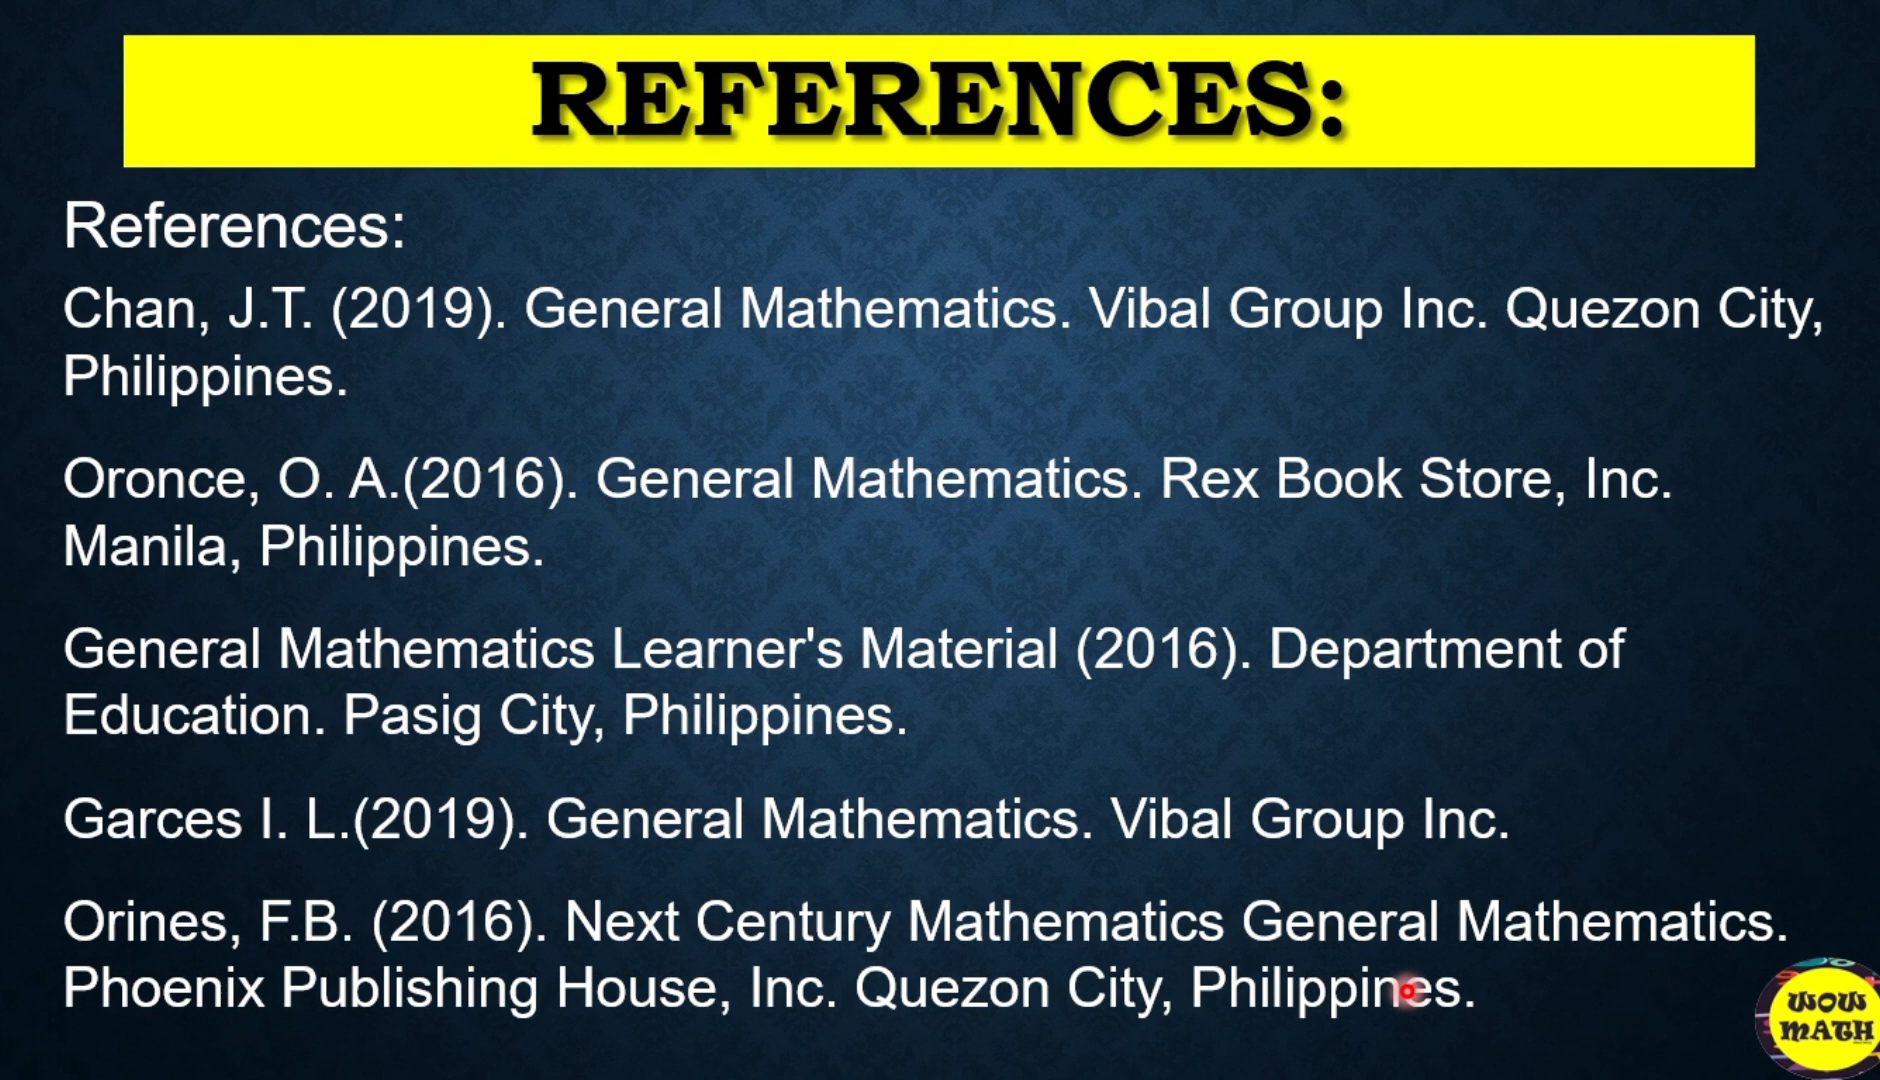 REFERENCES:
References:
Chan, J.T. (2019). General Mathematics. Vibal Group Inc. Quezon City,
Philippines.
Oronce, O. A.(2016). General Mathematics. Rex Book Store, Inc.
Manila, Philippines.
General Mathematics Learner's Material (2016). Department of
Education. Pasig City, Philippines.
Garces I. L.(2019). General Mathematics. Vibal Group Inc.
Orines, F.B. (2016). Next Century Mathematics General Mathematics.
Phoenix Publishing House, Inc. Quezon City, Philippines.
WOW
MATH